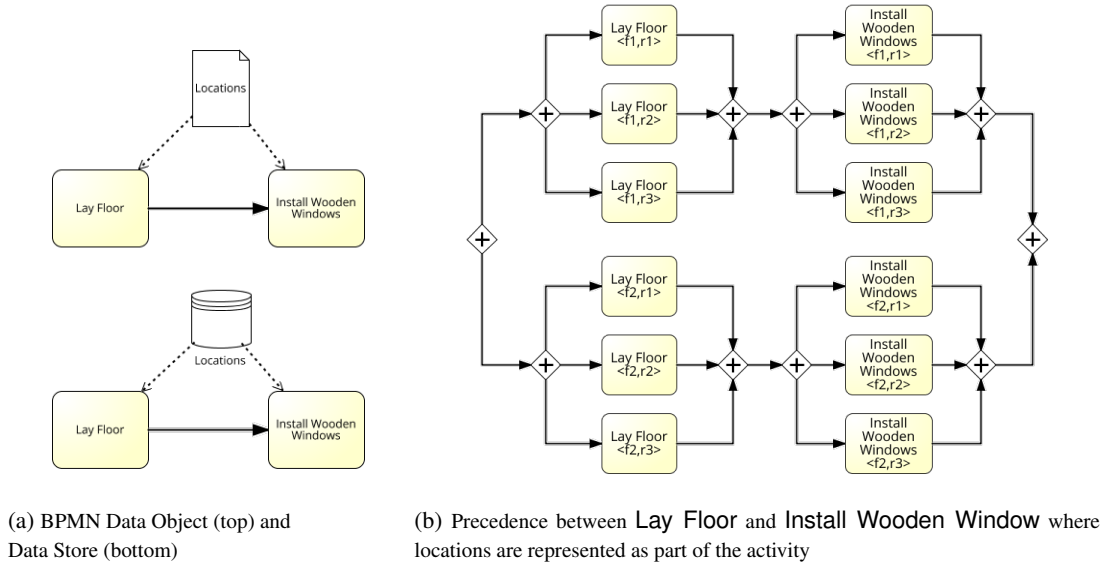 Locations
Lay Floor
Install Wooden
Windows
Locations
Lay Floor
Install Wooden
Windows
(a) BPMN Data Object (top) and
Data Store (bottom)
Lay Floor
<f1,r1>
Install
Wooden
Windows
<f1,r1>
Lay Floor
<f1,r2>
Install
Wooden
Windows
<f1,r2>
Lay Floor
<f1,r3>
Install
Wooden
Windows
<f1,r3>
Lay Floor
<f2,r1>
Install
Wooden
Windows
<f2,r1>
Lay Floor
<f2,r2>
Install
Wooden
Windows
<f2,r2>
Lay Floor
<f2,r3>
Install
Wooden
Windows
<f2,r3>
(b) Precedence between Lay Floor and Install Wooden Window where
locations are represented as part of the activity